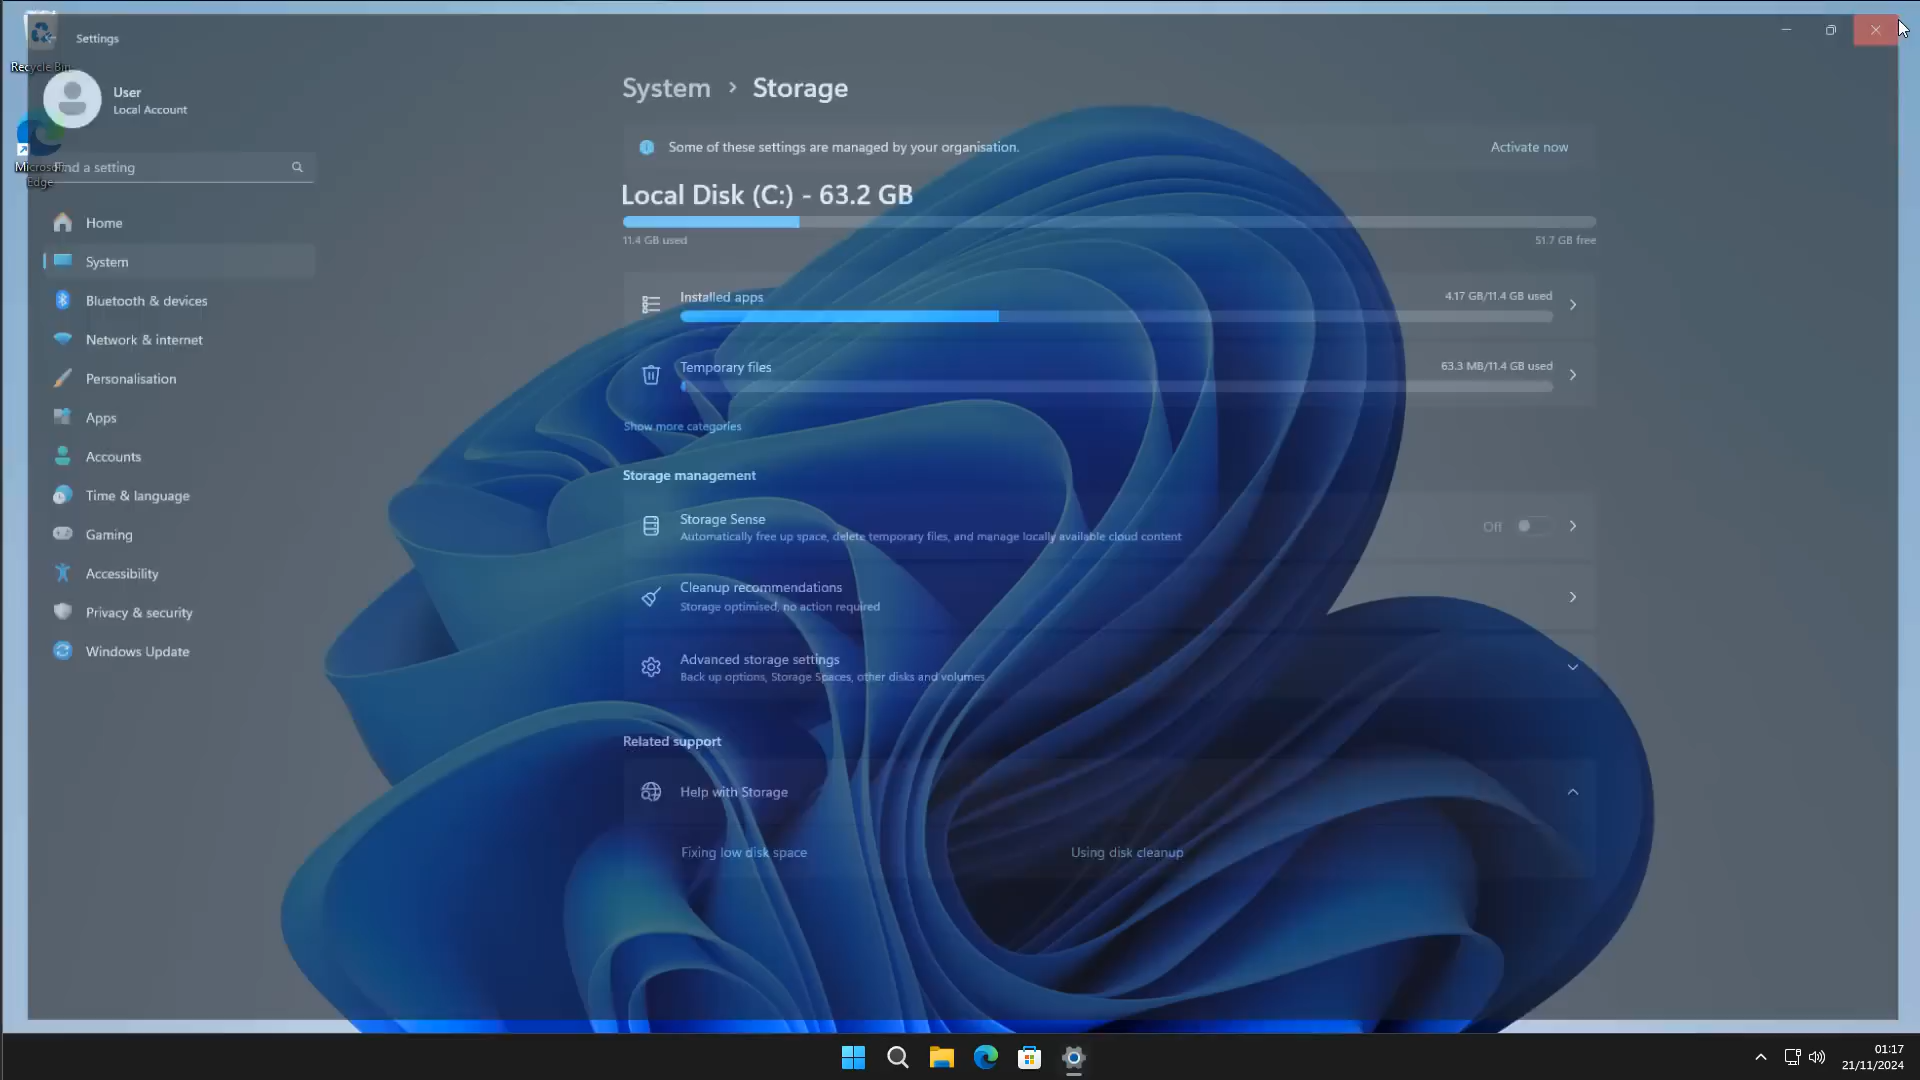 Settings
Recycle Bin
User
Local Account
Find a setting
Microsoft
Edge
Home
System
Bluetooth & devices
Network & internet
Personalisation
Apps
Accounts
Time & language
Gaming
Accessibility
Privacy & security
Windows Update
System > Storage
Some of these settings are managed by your organisation.
Activate now
Local Disk (C:) - 63.2 GB
11.4 GB used
51.7 GB free
Installed apps
4.17 GB/11.4 GB used
Temporary files
63.3 MB/11.4 GB used
Show more categories
Storage management
Storage Sense
Automatically free up space, delete temporary files, and manage locally available cloud content
Off
Cleanup recommendations
Storage optimised, no action required
Advanced storage settings
Back up options, Storage Spaces, other disks and volumes
Related support
Help with Storage
Fixing low disk space
Using disk cleanup
01:17
21/11/2024